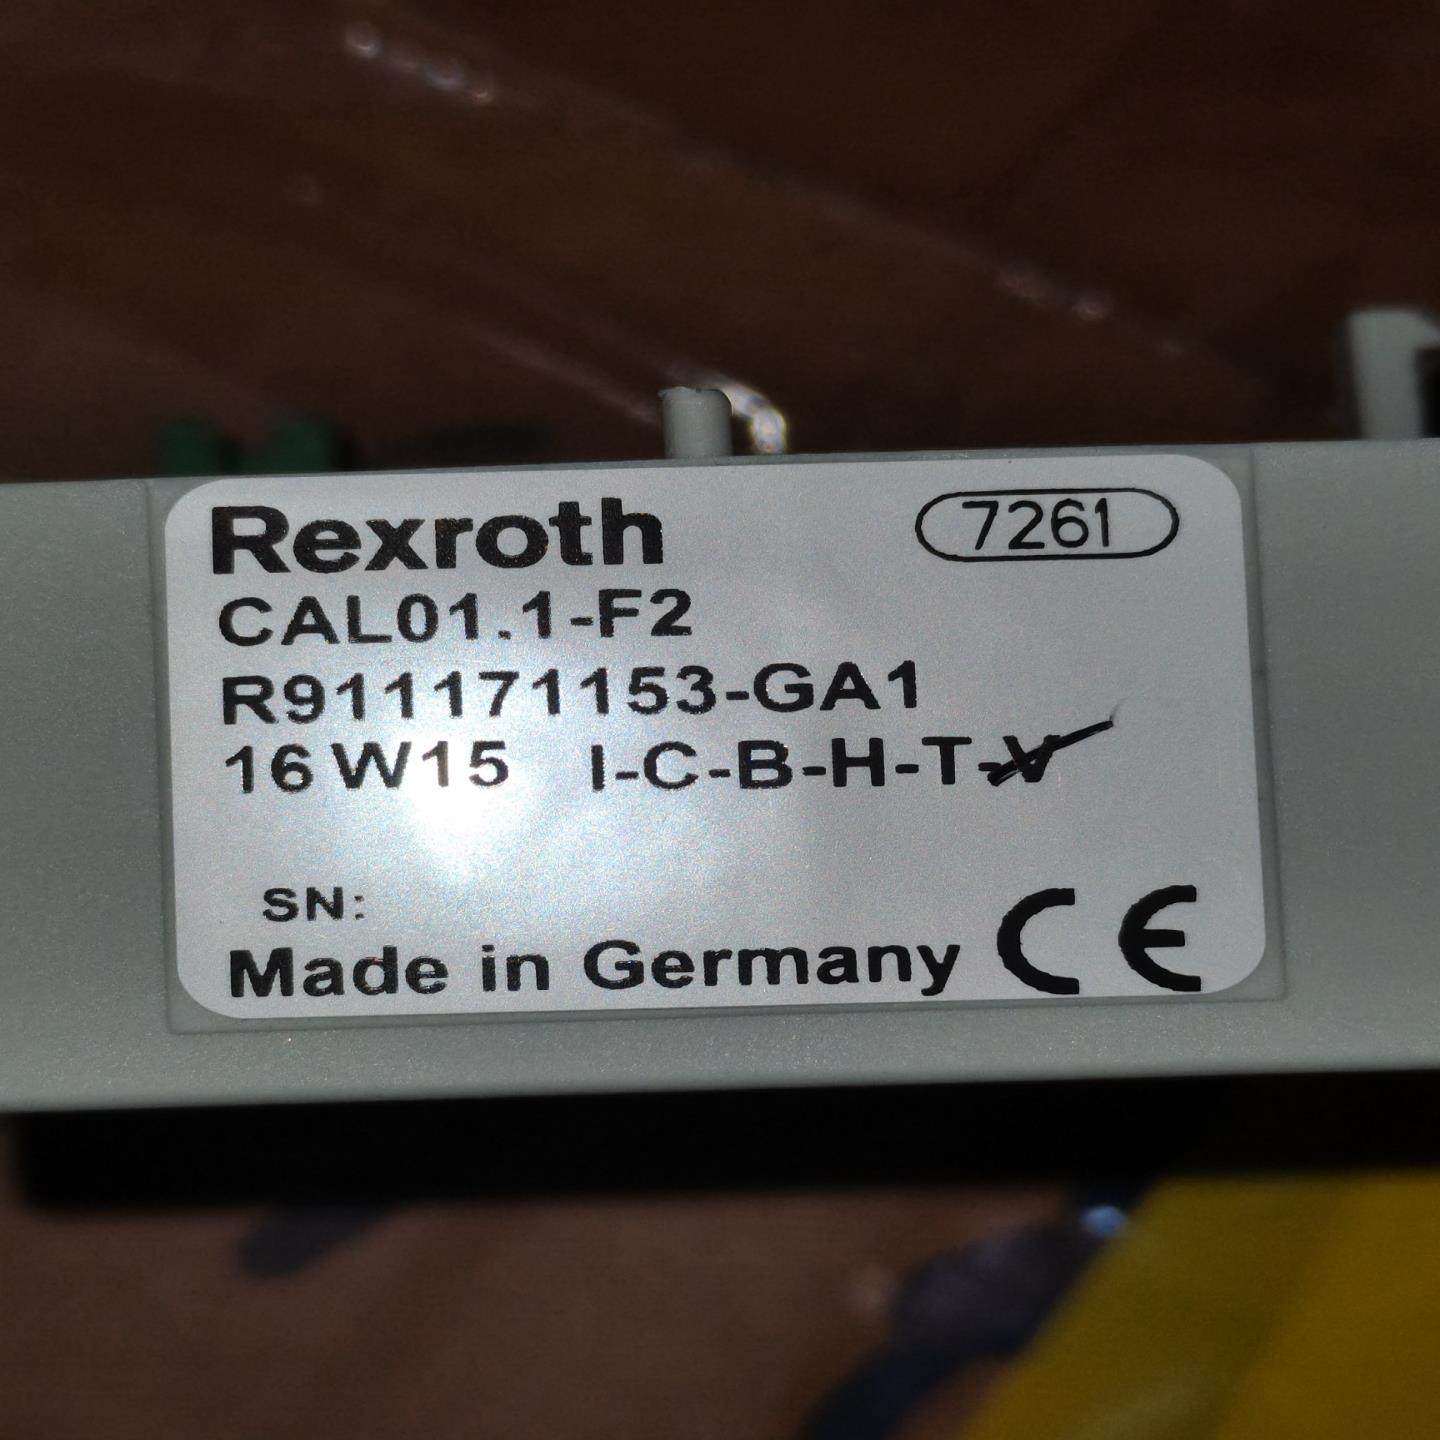 Rexroth 7261
CAL01.1-F2
R911171153-GA1
16W15 I-C-B-H-T-V
SN:
Made in Germany CE